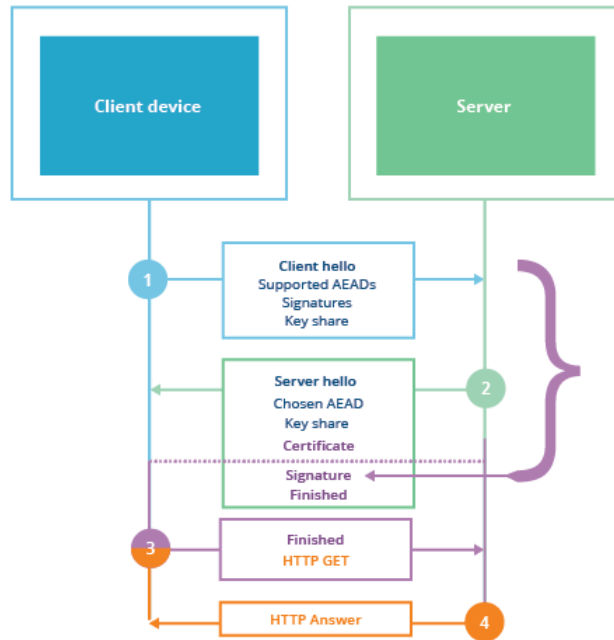 Client device
Server
1
Client hello
Supported AEADs
Signatures
Key share
Server hello
2
Chosen AEAD
Key share
Certificate
Signature
Finished
3
Finished
HTTP GET
HTTP Answer
4